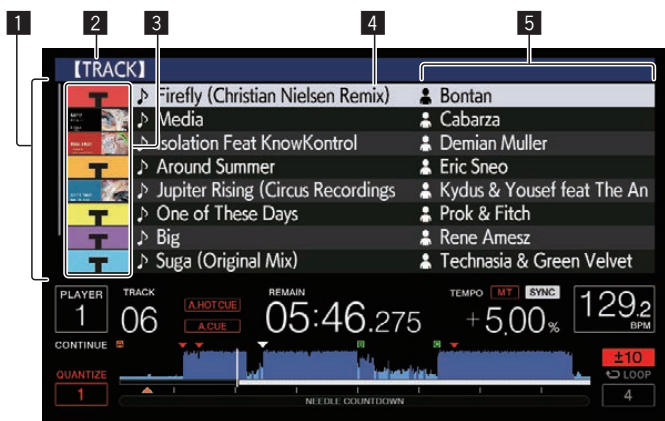 1 2 3 4 5
【TRACK】
T ♪ Firefly (Christian Nielsen Remix) Bontan
♪ Media Cabarza
♪ Isolation Feat KnowKontrol Demian Muller
T ♪ Around Summer Eric Sneo
♪ Jupiter Rising (Circus Recordings Kydus & Yousef feat The An
T ♪ One of These Days Prok & Fitch
T ♪ Big Rene Amesz
T ♪ Suga (Original Mix) Technasia & Green Velvet
PLAYER TRACK REMAIN TEMPO MT SYNC
1 06 A.HOT CUE 05:46.275 +5.00% 129.2
A.CUE BPM
CONTINUE A B C ±10
QUANTIZE LOOP
1 NEEDLE COUNTDOWN 4